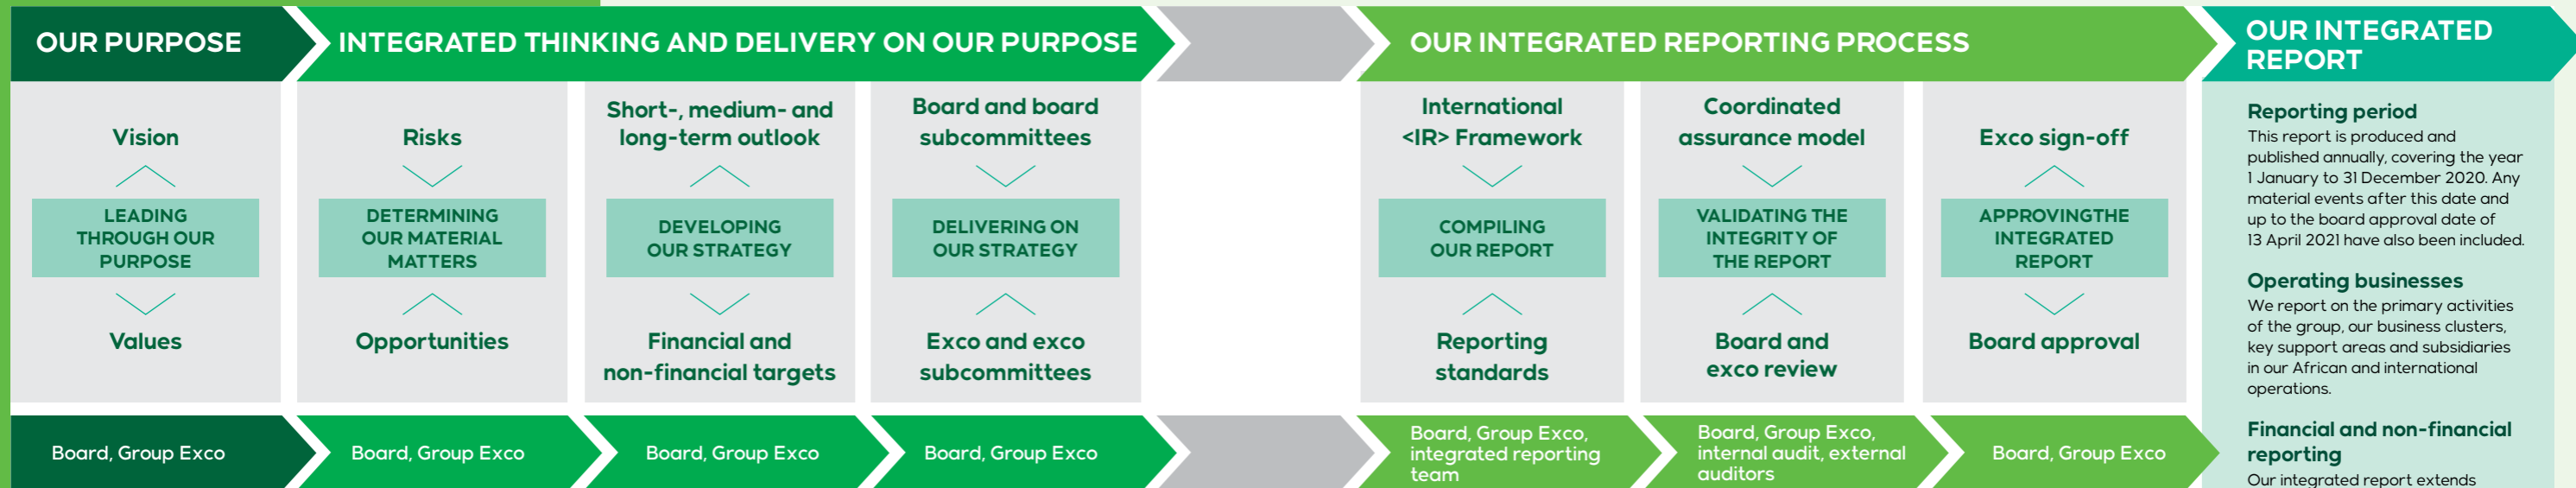 OUR PURPOSE
INTEGRATED THINKING AND DELIVERY ON OUR PURPOSE
OUR INTEGRATED REPORTING PROCESS
OUR INTEGRATED
REPORT
Vision
LEADING
THROUGH OUR
PURPOSE
Values
Risks
DETERMINING
OUR MATERIAL
MATTERS
Opportunities
Short-, medium- and
long-term outlook
DEVELOPING
OUR STRATEGY
Financial and
non-financial targets
Board and board
subcommittees
DELIVERING ON
OUR STRATEGY
Exco and exco
subcommittees
International
<IR> Framework
COMPILING
OUR REPORT
Reporting
standards
Coordinated
assurance model
VALIDATING THE
INTEGRITY OF
THE REPORT
Board and
exco review
Exco sign-off
APPROVINGTHE
INTEGRATED
REPORT
Board approval
Board, Group Exco
Board, Group Exco
Board, Group Exco
Board, Group Exco
Board, Group Exco,
integrated reporting
team
Board, Group Exco,
internal audit, external
auditors
Board, Group Exco
Reporting period
This report is produced and
published annually, covering the year
1 January to 31 December 2020. Any
material events after this date and
up to the board approval date of
13 April 2021 have also been included.
Operating businesses
We report on the primary activities
of the group, our business clusters,
key support areas and subsidiaries
in our African and international
operations.
Financial and non-financial
reporting
Our integrated report extends